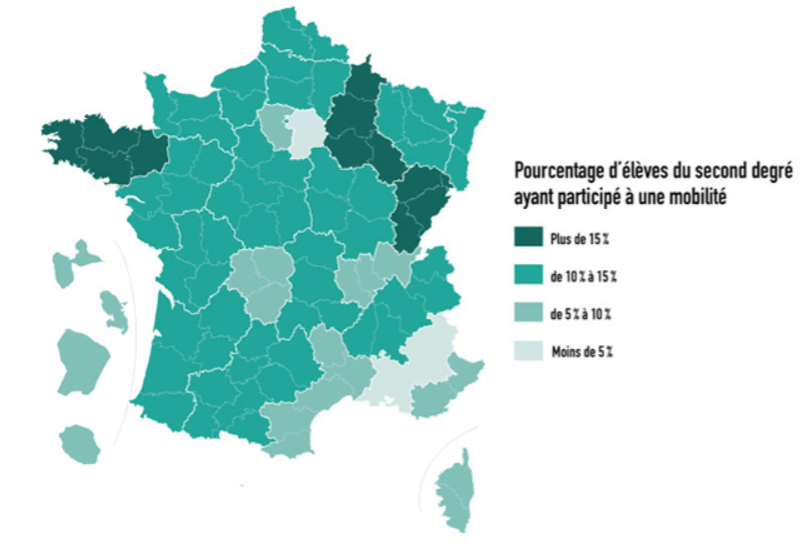 Pourcentage d'élèves du second degré
ayant participé à une mobilité
Plus de 15 %
de 10 % à 15 %
de 5 % à 10 %
Moins de 5 %